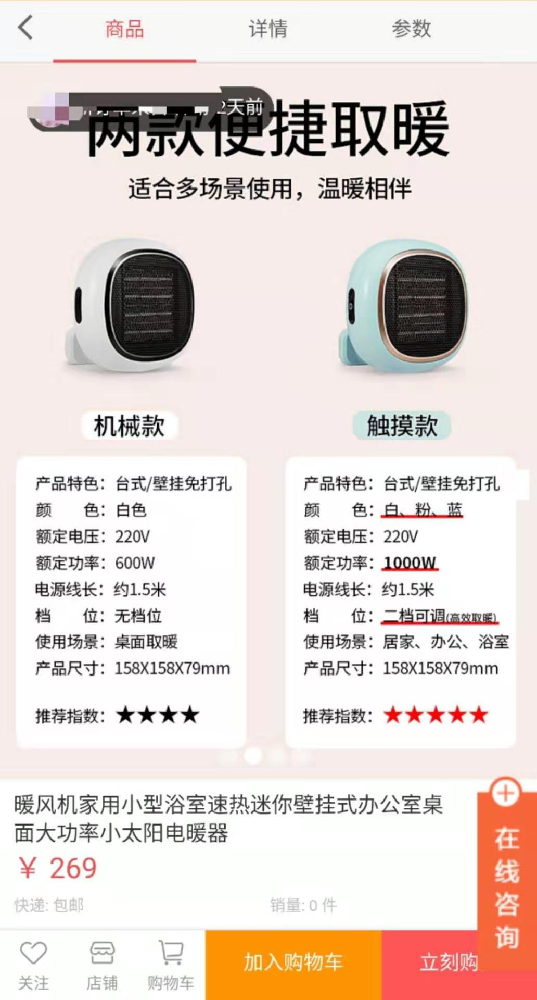 商品 详情 参数
2天前
两款便捷取暖
适合多场景使用，温暖相伴
机械款
产品特色：台式/壁挂免打孔
颜 色：白色
额定电压：220V
额定功率：600W
电源线长：约1.5米
档 位：无档位
使用场景：桌面取暖
产品尺寸：158X158X79mm
推荐指数：★★★★
触摸款
产品特色：台式/壁挂免打孔
颜 色：白、粉、蓝
额定电压：220V
额定功率：1000W
电源线长：约1.5米
档 位：二档可调(高效取暖)
使用场景：居家、办公、浴室
产品尺寸：158X158X79mm
推荐指数：★★★★★
暖风机家用小型浴室速热迷你壁挂式办公室桌
面大功率小太阳电暖器
¥ 269
快递: 包邮 销量: 0 件
在线咨询
关注 店铺 购物车 加入购物车 立刻购